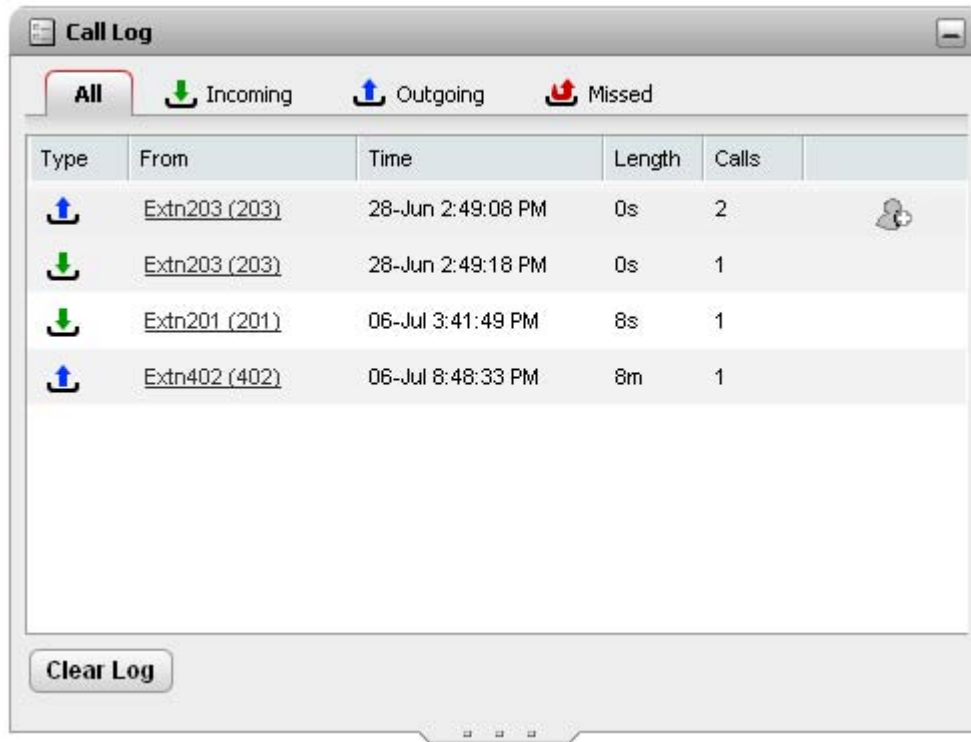 Call Log
All Incoming Outgoing Missed
Type From Time Length Calls
Extn203 (203) 28-Jun 2:49:08 PM 0s 2
Extn203 (203) 28-Jun 2:49:18 PM 0s 1
Extn201 (201) 06-Jul 3:41:49 PM 8s 1
Extn402 (402) 06-Jul 8:48:33 PM 8m 1
Clear Log